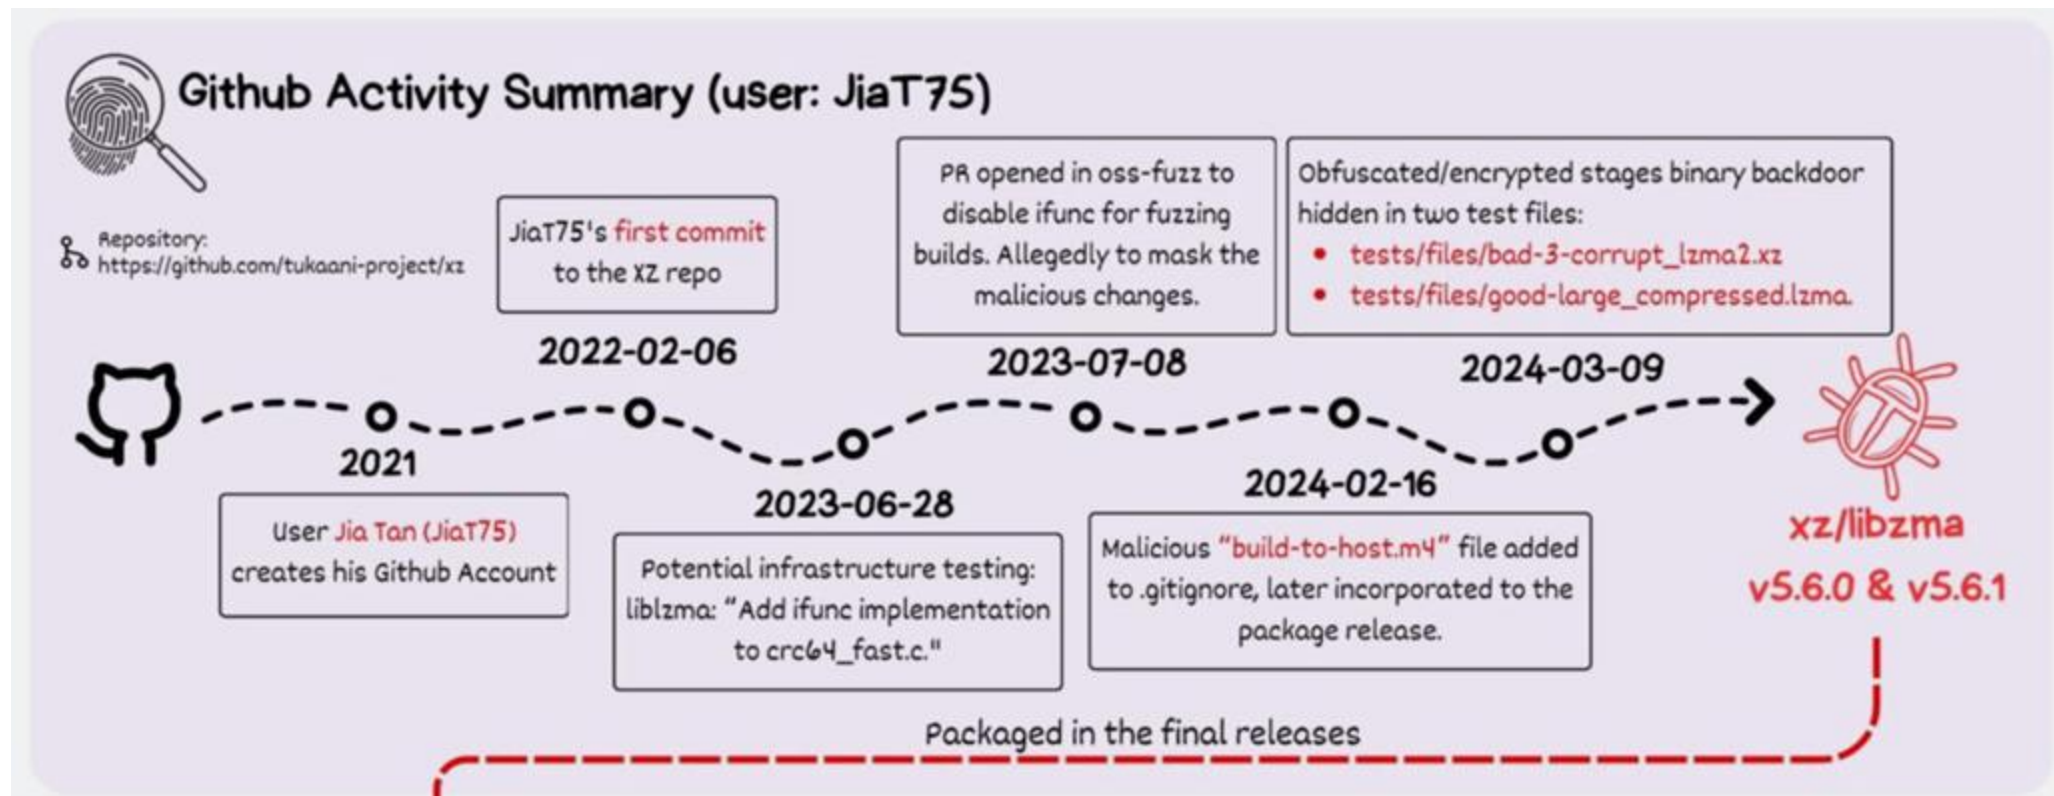 Github Activity Summary (user: JiaT75)
Repository:
https://github.com/tukaani-project/xz
2021
User Jia Tan (JiaT75)
creates his Github Account
JiaT75's first commit
to the XZ repo
2022-02-06
2023-06-28
Potential infrastructure testing:
liblzma: “Add ifunc implementation
to crc64_fast.c."
PR opened in oss-fuzz to
disable ifunc for fuzzing
builds. Allegedly to mask the
malicious changes.
2023-07-08
2024-02-16
Malicious “build-to-host.m4” file added
to .gitignore, later incorporated to the
package release.
Obfuscated/encrypted stages binary backdoor
hidden in two test files:
• tests/files/bad-3-corrupt_lzma2.xz
• tests/files/good-large_compressed.lzma.
2024-03-09
xz/libzma
v5.6.0 & v5.6.1
Packaged in the final releases